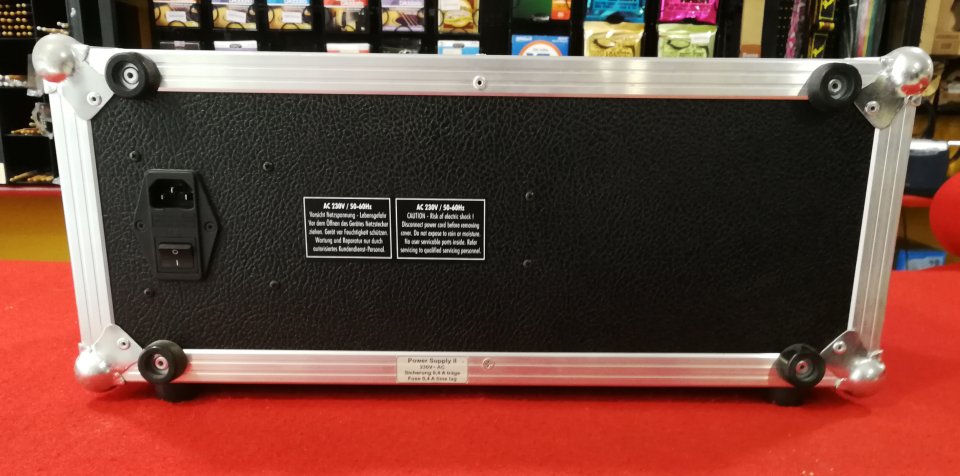 AC 230V / 50-60Hz
Vorsicht Netzspannung - Lebensgefahr
Vor dem Öffnen des Gerätes Netzstecker
ziehen. Gerät vor Feuchtigkeit schützen.
Wartung und Reparatur nur durch
autorisiertes Kundendienst-Personal.
AC 230V / 50-60Hz
CAUTION - Risk of electric shock !
Disconnect power cord before removing
cover. Do not expose to rain or moisture.
No user servicable parts inside. Refer
servicing to qualified servicing personnel
Power Supply II
230V~ AC
Sicherung 0,4 A träge
Fuse 0,4 A time lag